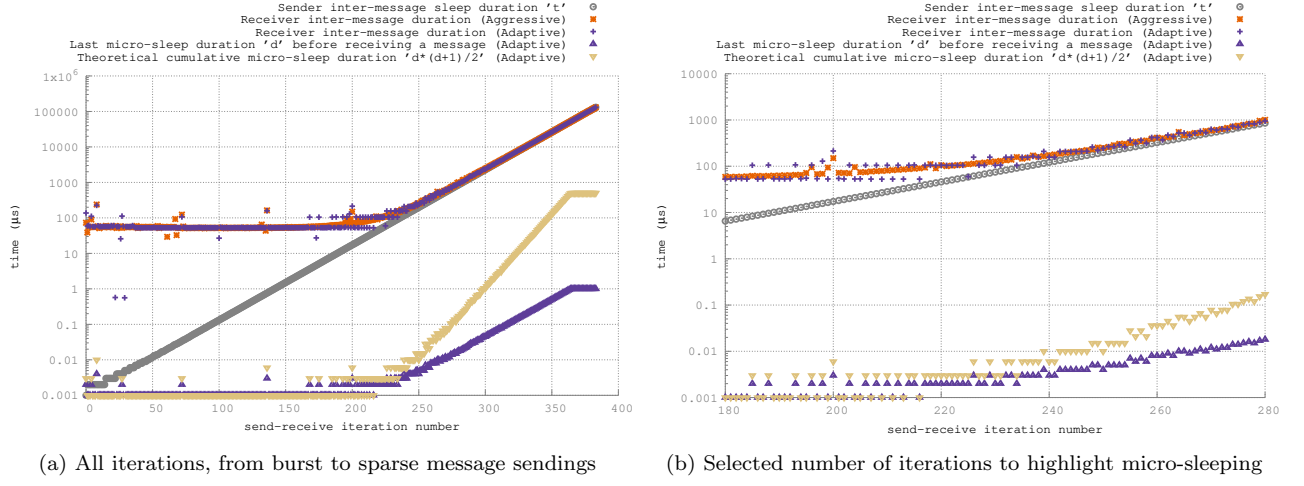 Sender inter-message sleep duration 't'
Receiver inter-message duration (Aggressive)
Receiver inter-message duration (Adaptive)
Last micro-sleep duration 'd' before receiving a message (Adaptive)
Theoretical cumulative micro-sleep duration 'd*(d+1)/2' (Adaptive)
1x10^6
100000
10000
1000
100
10
1
0.1
0.01
0.001
time (μs)
0 50 100 150 200 250 300 350 400
send-receive iteration number
(a) All iterations, from burst to sparse message sendings
Sender inter-message sleep duration 't'
Receiver inter-message duration (Aggressive)
Receiver inter-message duration (Adaptive)
Last micro-sleep duration 'd' before receiving a message (Adaptive)
Theoretical cumulative micro-sleep duration 'd*(d+1)/2' (Adaptive)
10000
1000
100
10
1
0.1
0.01
0.001
time (μs)
180 200 220 240 260 280
send-receive iteration number
(b) Selected number of iterations to highlight micro-sleeping